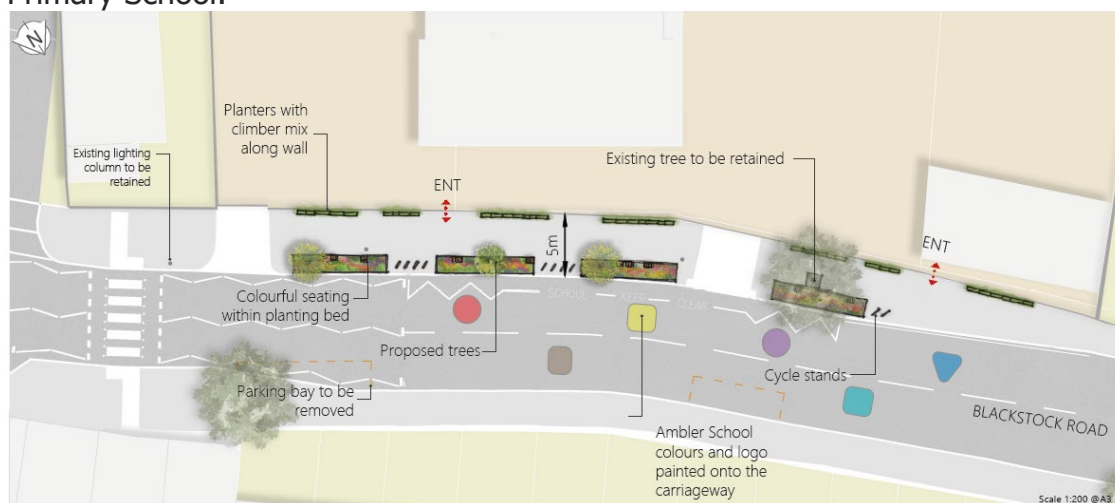 Primary School.
N
Planters with
climber mix
along wall
Existing lighting
column to be
retained
ENT
Existing tree to be retained
ENT
5m
Colourful seating
within planting bed
SCHOOL KEEP CLEAR
Proposed trees
Cycle stands
Parking bay to be
removed
BLACKSTOCK ROAD
Ambler School
colours and logo
painted onto the
carriageway
Scale 1:200 @A3